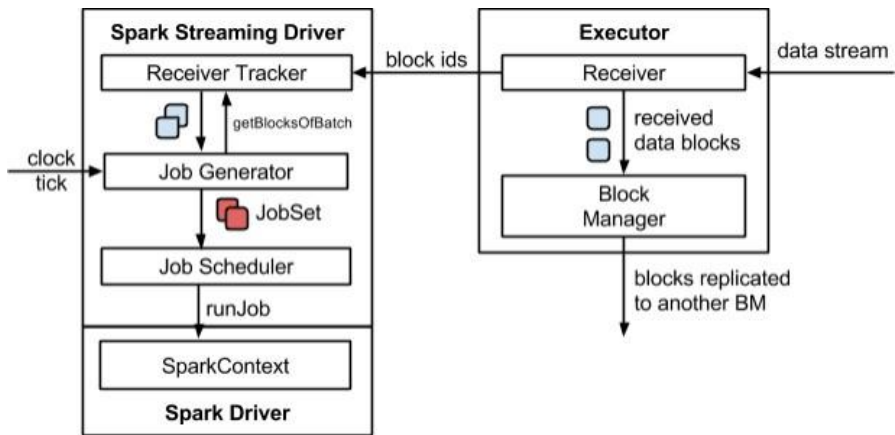 Spark Streaming Driver
Receiver Tracker
getBlocksOfBatch
clock
tick
Job Generator
JobSet
Job Scheduler
runJob
SparkContext
Spark Driver
block ids
Executor
data stream
Receiver
received
data blocks
Block
Manager
blocks replicated
to another BM